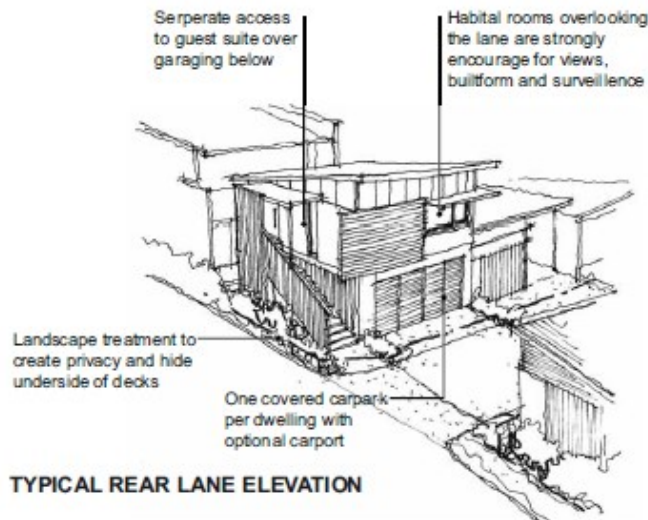 Serperate access
to guest suite over
garaging below
Habital rooms overlooking
the lane are strongly
encourage for views,
builtform and surveillence
Landscape treatment to
create privacy and hide
underside of decks
One covered carpark
per dwelling with
optional carport
TYPICAL REAR LANE ELEVATION